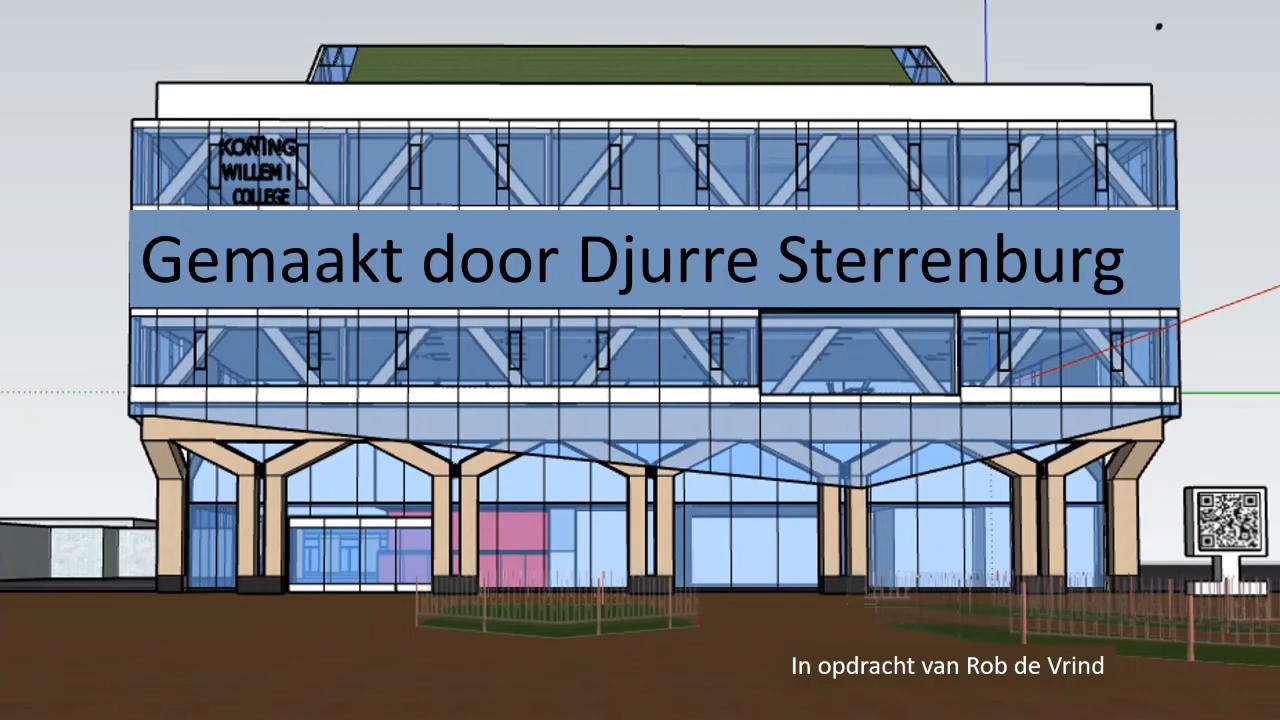 KONING
WILLEM I
COLLEGE
Gemaakt door Djurre Sterrenburg
In opdracht van Rob de Vrind